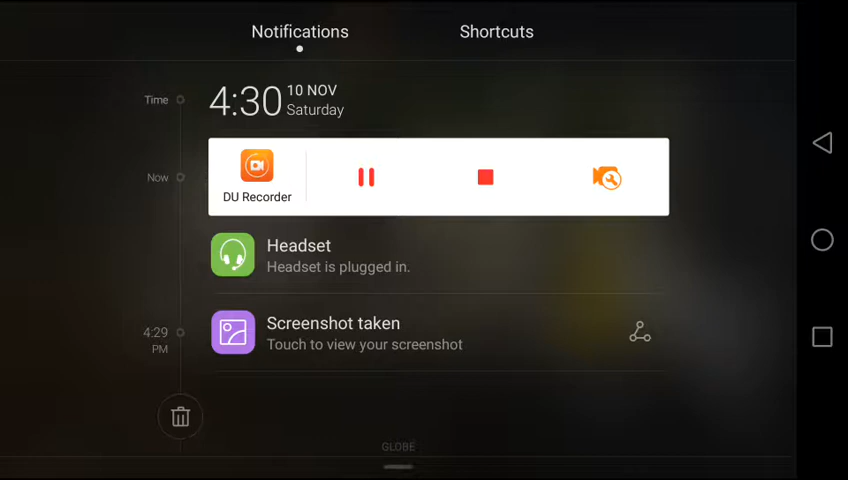 Notifications
Shortcuts
Time
4:30
10 NOV
Saturday
Now
DU Recorder
Headset
Headset is plugged in.
4:29
PM
Screenshot taken
Touch to view your screenshot
GLOBE